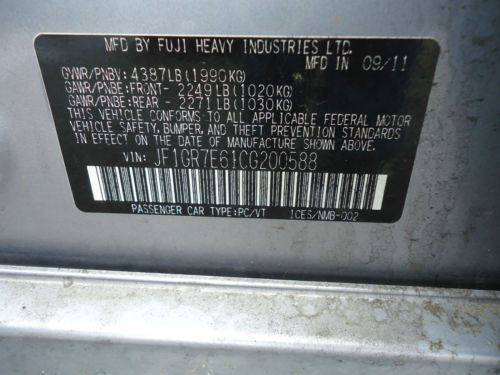 MFD BY FUJI HEAVY INDUSTRIES LTD.
MFD IN 09/11
GVWR/PNBV: 4387LB(1990KG)
GAWR/PNBE:FRONT- 2249LB(1020KG)
GAWR/PNBE:REAR - 2271LB(1030KG)
THIS VEHICLE CONFORMS TO ALL APPLICABLE FEDERAL MOTOR
VEHICLE SAFETY, BUMPER, AND THEFT PREVENTION STANDARDS
IN EFFECT ON THE DATE OF MANUFACTURE SHOWN ABOVE.
VIN: JF1GR7E61CG200588
PASSENGER CAR TYPE:PC/VT 1CES/NMB-002